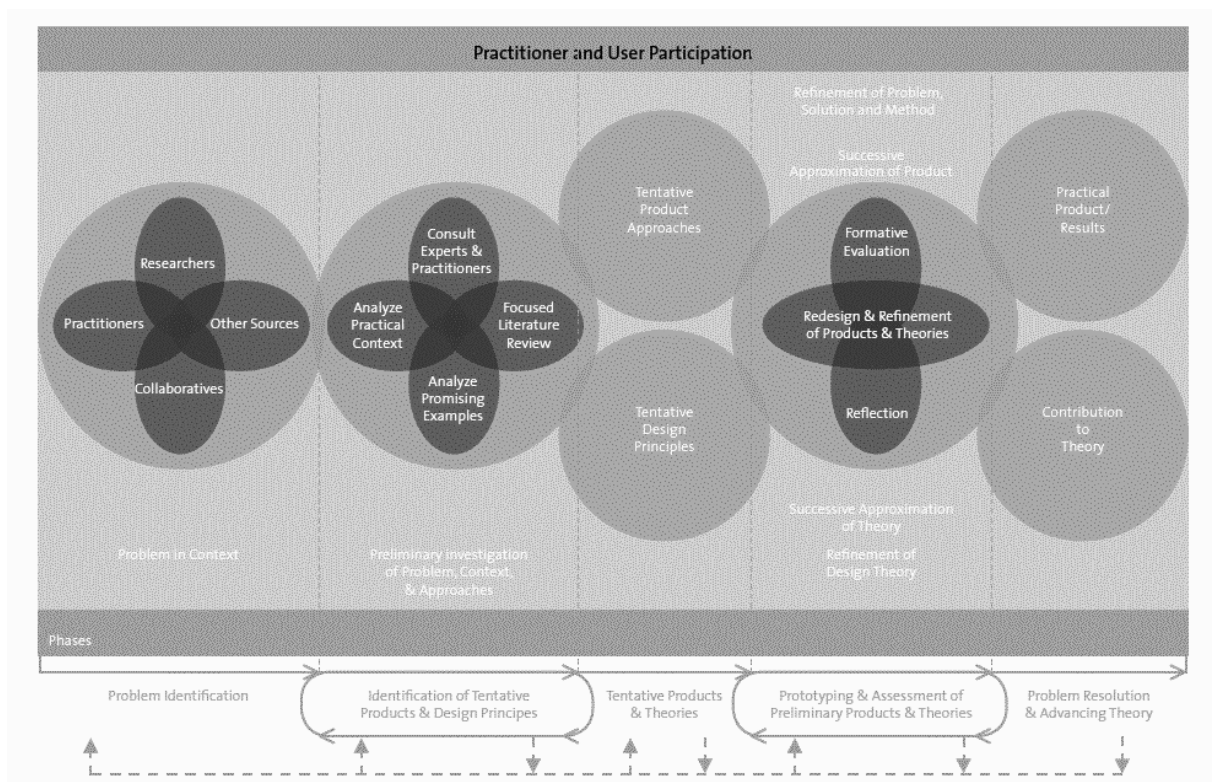 Practitioner and User Participation
Researchers
Practitioners
Other Sources
Collaboratives
Problem in Context
Consult
Experts &
Practitioners
Analyze
Practical
Context
Focused
Literature
Review
Analyze
Promising
Examples
Preliminary investigation
of Problem, Context,
& Approaches
Tentative
Product
Approaches
Tentative
Design
Principles
Refinement of Problem,
Solution and Method
Successive
Approximation of Product
Formative
Evaluation
Redesign & Refinement
of Products & Theories
Reflection
Successive Approximation
of Theory
Refinement of
Design Theory
Practical
Product/
Results
Contribution
to
Theory
Phases
Problem Identification
Identification of Tentative
Products & Design Principes
Tentative Products
& Theories
Prototyping & Assessment of
Preliminary Products & Theories
Problem Resolution
& Advancing Theory